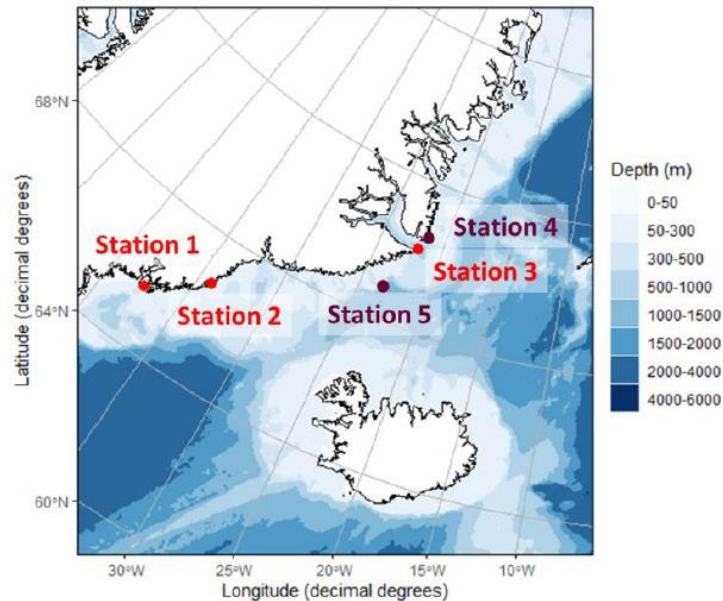 68°N
64°N
60°N
Latitude (decimal degrees)
Station 1
Station 2
Station 4
Station 3
Station 5
30°W
25°W
20°W
15°W
10°W
Longitude (decimal degrees)
Depth (m)
0-50
50-300
300-500
500-1000
1000-1500
1500-2000
2000-4000
4000-6000